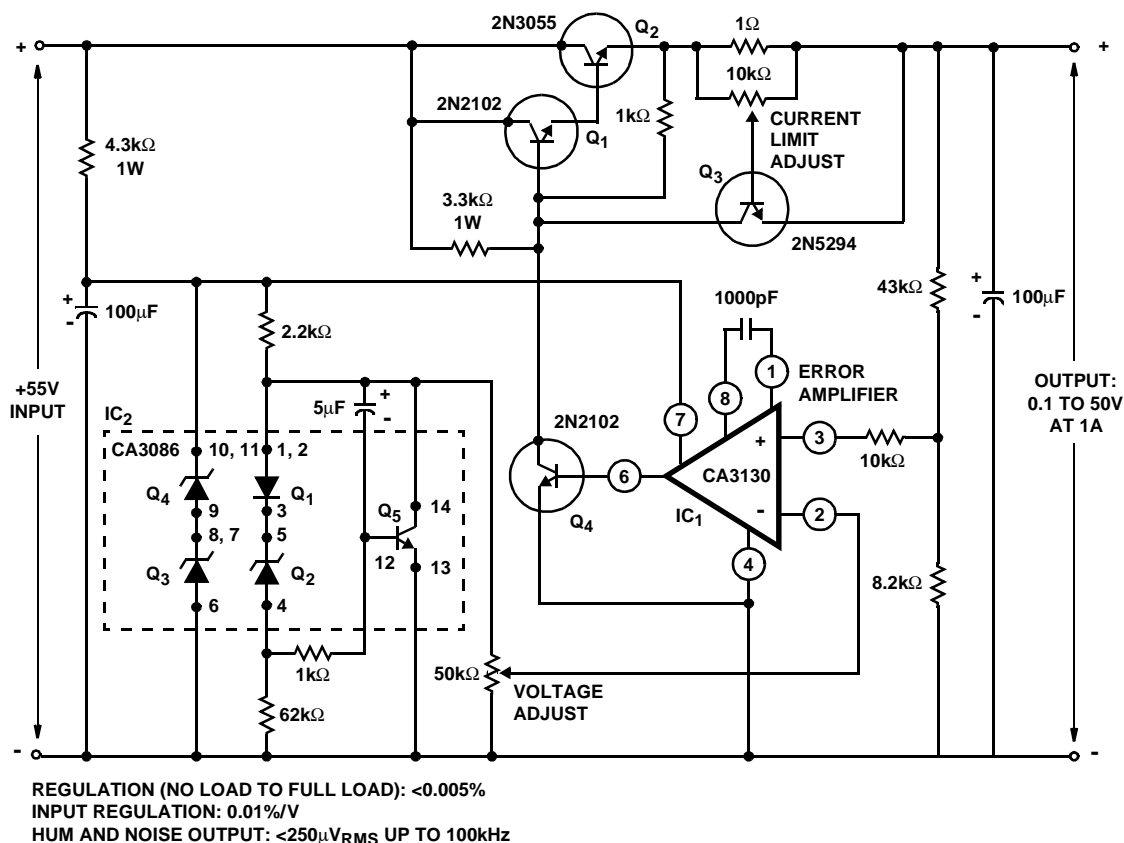 2N3055
Q2
1Ω
+
+
10kΩ
2N2102
Q1
1kΩ
CURRENT
LIMIT
ADJUST
4.3kΩ
1W
Q3
3.3kΩ
1W
2N5294
+
-
100µF
2.2kΩ
1000pF
43kΩ
+
-
100µF
+55V
INPUT
1
ERROR
AMPLIFIER
OUTPUT:
0.1 TO 50V
AT 1A
IC2
5µF
+
-
7
8
CA3086
10, 11
1, 2
2N2102
+
3
10kΩ
Q4
Q1
14
6
CA3130
9
3
Q5
IC1
-
2
8, 7
5
12
Q4
Q3
Q2
13
4
8.2kΩ
6
4
1kΩ
50kΩ
VOLTAGE
ADJUST
62kΩ
-
-
REGULATION (NO LOAD TO FULL LOAD): <0.005%
INPUT REGULATION: 0.01%/V
HUM AND NOISE OUTPUT: <250µVRMS UP TO 100kHz